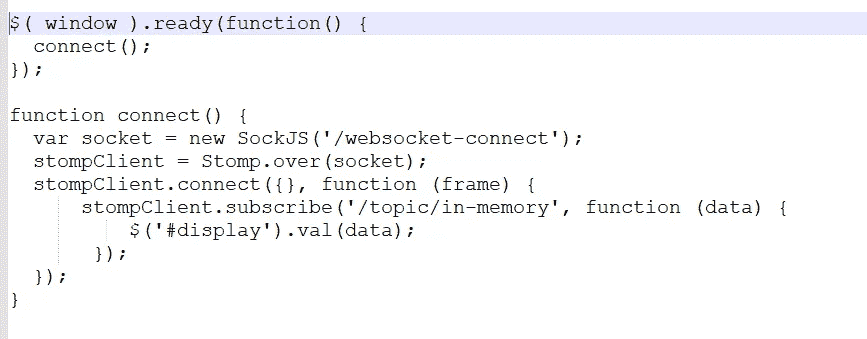 $( window ).ready(function() {
  connect();
});

function connect() {
  var socket = new SockJS('/websocket-connect');
  stompClient = Stomp.over(socket);
  stompClient.connect({}, function (frame) {
      stompClient.subscribe('/topic/in-memory', function (data) {
          $('#display').val(data);
       });
  });
}